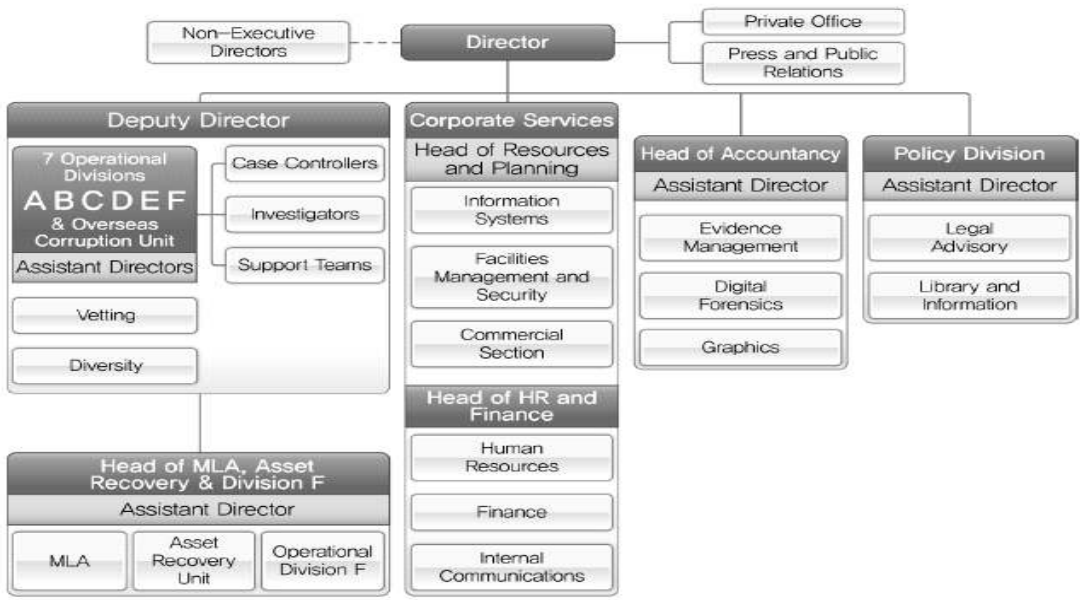 Non-Executive
Directors
Director
Private Office
Press and Public
Relations
Deputy Director
7 Operational
Divisions
A B C D E F
& Overseas
Corruption Unit
Assistant Directors
Case Controllers
Investigators
Support Teams
Vetting
Diversity
Head of MLA, Asset
Recovery & Division F
Assistant Director
MLA
Asset
Recovery
Unit
Operational
Division F
Corporate Services
Head of Resources
and Planning
Information
Systems
Facilities
Management and
Security
Commercial
Section
Head of HR and
Finance
Human
Resources
Finance
Internal
Communications
Head of Accountancy
Assistant Director
Evidence
Management
Digital
Forensics
Graphics
Policy Division
Assistant Director
Legal
Advisory
Library and
Information